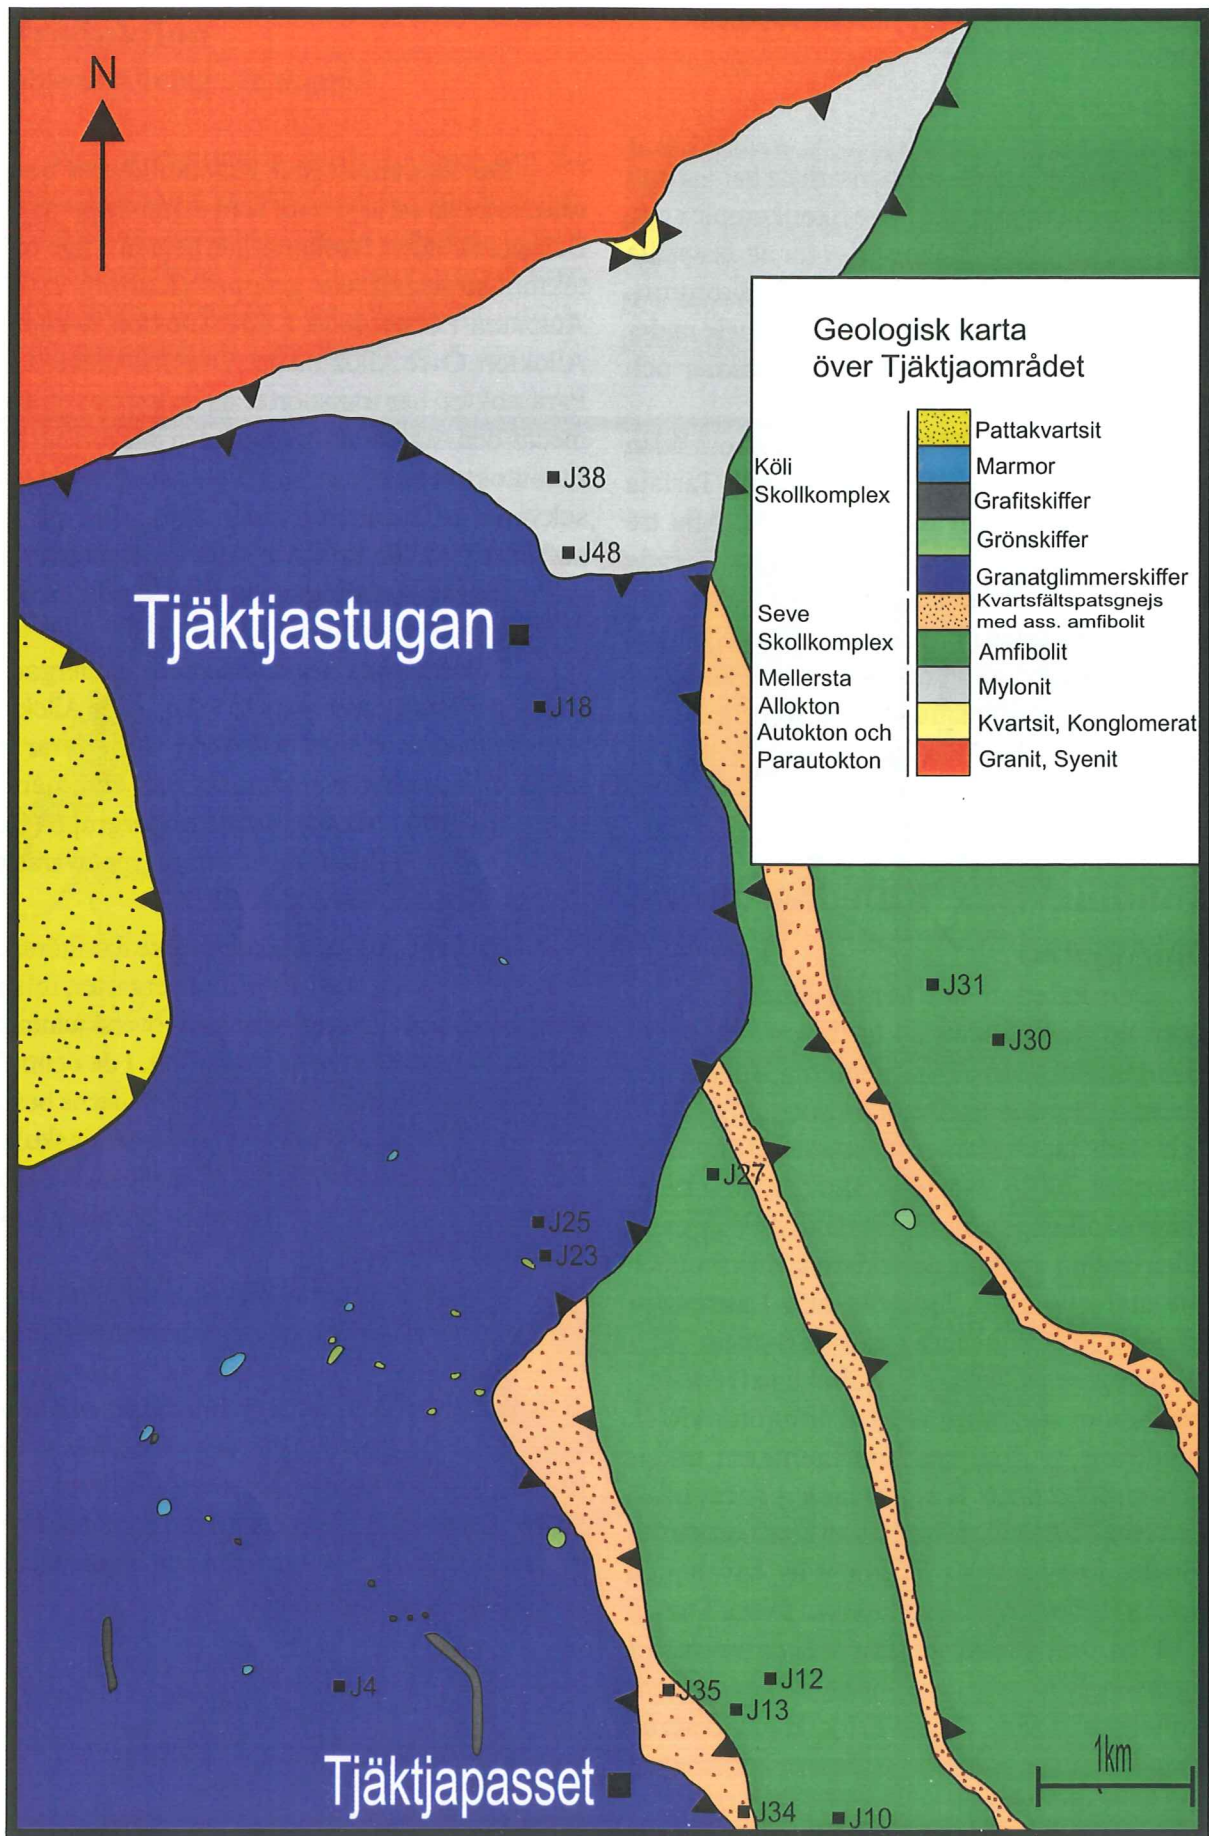 N
Geologisk karta
över Tjäktjaområdet
Köli
Skollkomplex
Pattakvartsit
Marmor
Grafitskiffer
Grönskiffer
Granatglimmerskiffer
Seve
Skollkomplex
Kvartsfältspatsgnejs
med ass. amfibolit
Amfibolit
Mellersta
Allokton
Mylonit
Autokton och
Parautokton
Kvartsit, Konglomerat
Granit, Syenit
J38
J48
Tjäktjastugan
J18
J31
J30
J27
J25
J23
J4
J35
J12
J13
Tjäktjapasset
J34
J10
1km